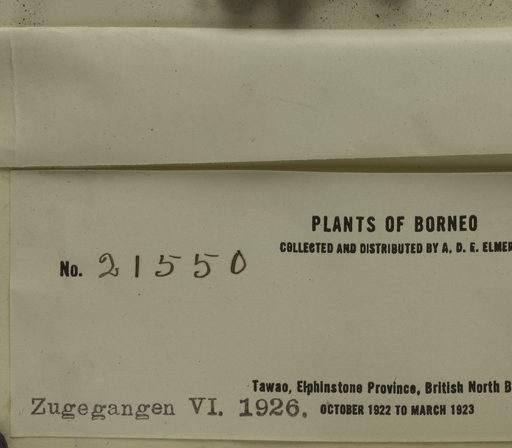 PLANTS OF BORNEO
COLLECTED AND DISTRIBUTED BY A. D. E. ELMER
No. 21550
Tawao, Elphinstone Province, British North B
Zugegangen VI. 1926. OCTOBER 1922 TO MARCH 1923